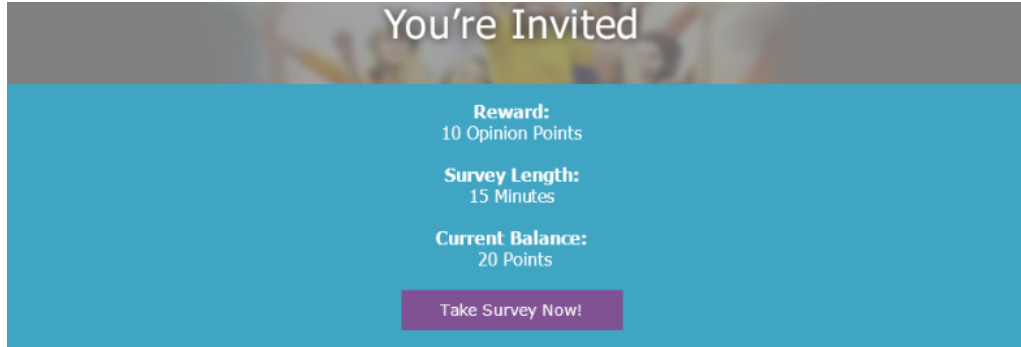 You’re Invited
Reward:
10 Opinion Points
Survey Length:
15 Minutes
Current Balance:
20 Points
Take Survey Now!